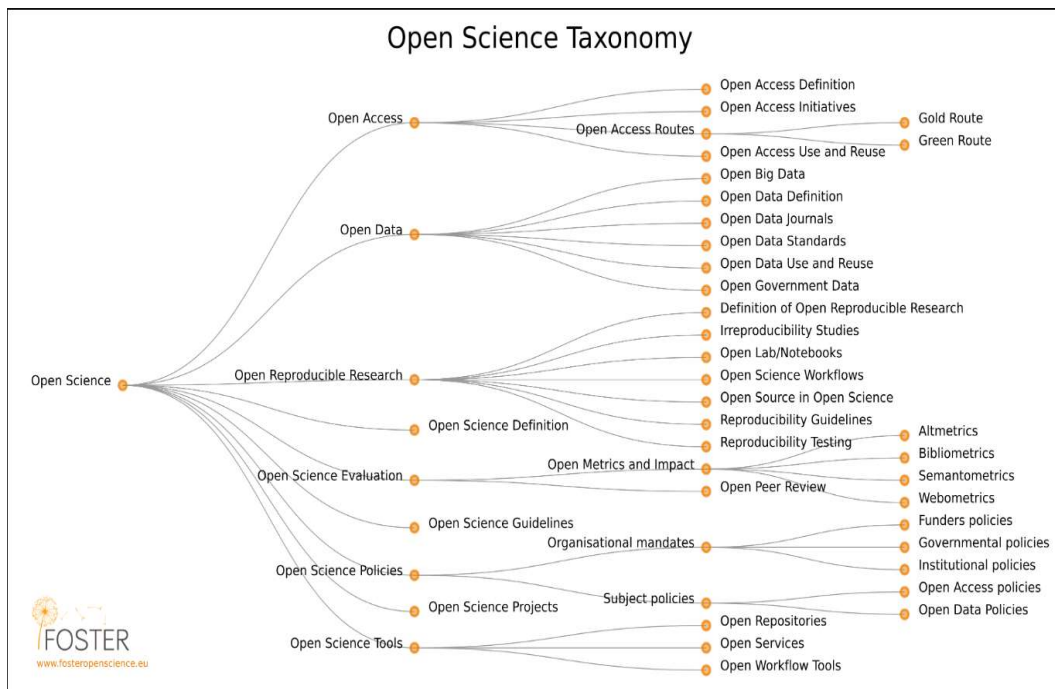 Open Science Taxonomy
Open Science
Open Access
Open Access Definition
Open Access Initiatives
Open Access Routes
Gold Route
Green Route
Open Access Use and Reuse
Open Data
Open Big Data
Open Data Definition
Open Data Journals
Open Data Standards
Open Data Use and Reuse
Open Government Data
Open Reproducible Research
Definition of Open Reproducible Research
Irreproducibility Studies
Open Lab/Notebooks
Open Science Workflows
Open Source in Open Science
Reproducibility Guidelines
Reproducibility Testing
Open Science Definition
Open Science Evaluation
Open Metrics and Impact
Altmetrics
Bibliometrics
Semantometrics
Webometrics
Open Peer Review
Open Science Guidelines
Open Science Policies
Organisational mandates
Funders policies
Governmental policies
Institutional policies
Subject policies
Open Access policies
Open Data Policies
Open Science Projects
Open Science Tools
Open Repositories
Open Services
Open Workflow Tools
FOSTER
www.fosteropenscience.eu